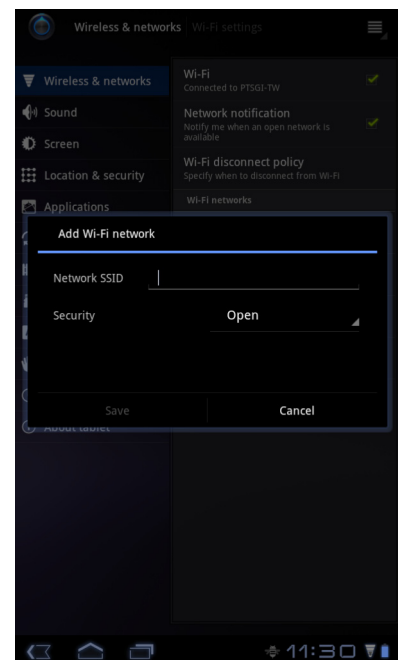 Wireless & networks Wi-Fi settings
Wireless & networks
Sound
Screen
Location & security
Applications
Wi-Fi
Connected to PTSGI-TW
Network notification
Notify me when an open network is
available
Wi-Fi disconnect policy
Specify when to disconnect from Wi-Fi
Wi-Fi networks
Add Wi-Fi network
Network SSID
Security Open
Save Cancel
About tablet
11:30